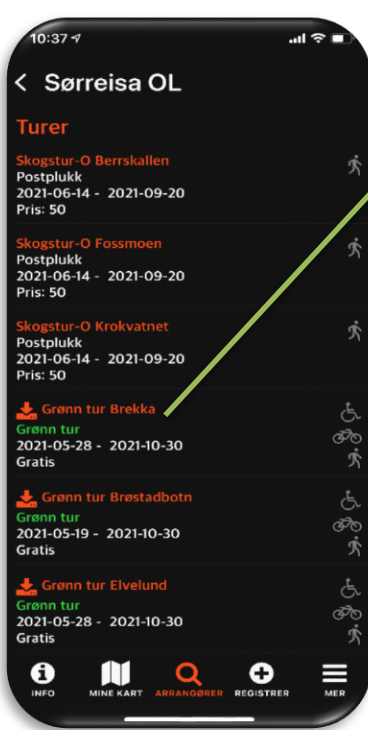 10:37
Sørreisa OL
Turer
Skogstur-O Berrskallen
Postplukk
2021-06-14 - 2021-09-20
Pris: 50
Skogstur-O Fossmoen
Postplukk
2021-06-14 - 2021-09-20
Pris: 50
Skogstur-O Krokvatnet
Postplukk
2021-06-14 - 2021-09-20
Pris: 50
Grønn tur Brekka
Grønn tur
2021-05-28 - 2021-10-30
Gratis
Grønn tur Brøstadbotn
Grønn tur
2021-05-19 - 2021-10-30
Gratis
Grønn tur Elvelund
Grønn tur
2021-05-28 - 2021-10-30
Gratis
INFO MINE KART ARRANGØRER REGISTRER MER